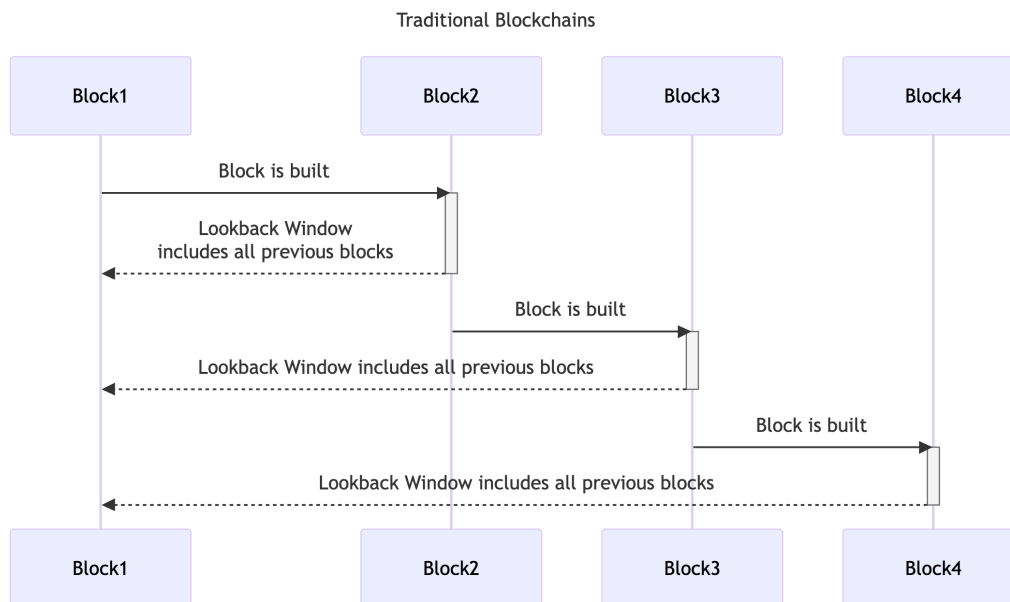 Traditional Blockchains
Block1
Block2
Block3
Block4
Block is built
Lookback Window
includes all previous blocks
Block is built
Lookback Window includes all previous blocks
Block is built
Lookback Window includes all previous blocks
Block1
Block2
Block3
Block4